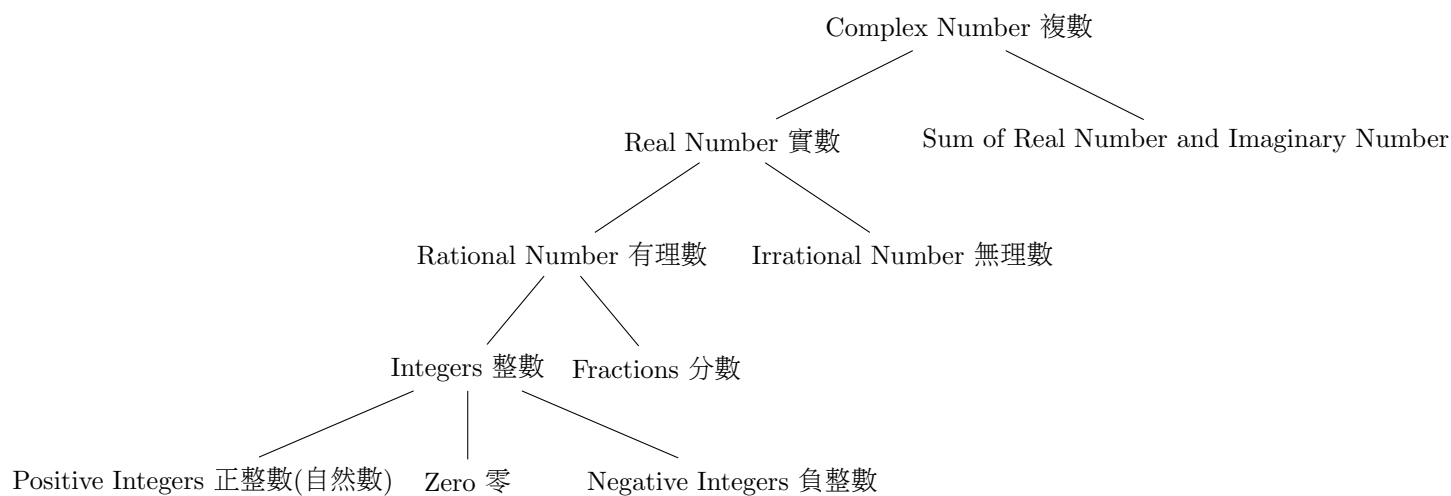 Complex Number 複數
Real Number 實數
Sum of Real Number and Imaginary Number
Rational Number 有理數
Irrational Number 無理數
Integers 整數
Fractions 分數
Positive Integers 正整數(自然數)
Zero 零
Negative Integers 負整數